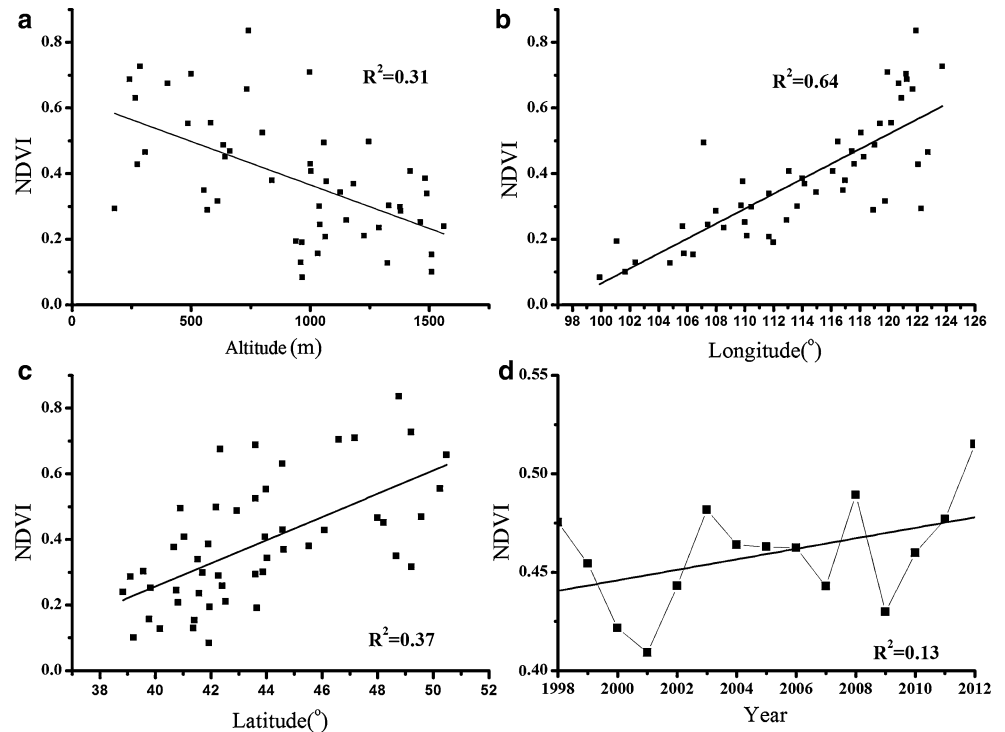 a
0.8
0.6
0.4
0.2
0.0
NDVI
R²=0.31
0 500 1000 1500
Altitude (m)
b
0.8
0.6
0.4
0.2
0.0
NDVI
R²=0.64
98 100 102 104 106 108 110 112 114 116 118 120 122 124 126
Longitude(°)
c
0.8
0.6
0.4
0.2
0.0
NDVI
R²=0.37
38 40 42 44 46 48 50 52
Latitude(°)
d
0.55
0.50
0.45
0.40
NDVI
R²=0.13
1998 2000 2002 2004 2006 2008 2010 2012
Year